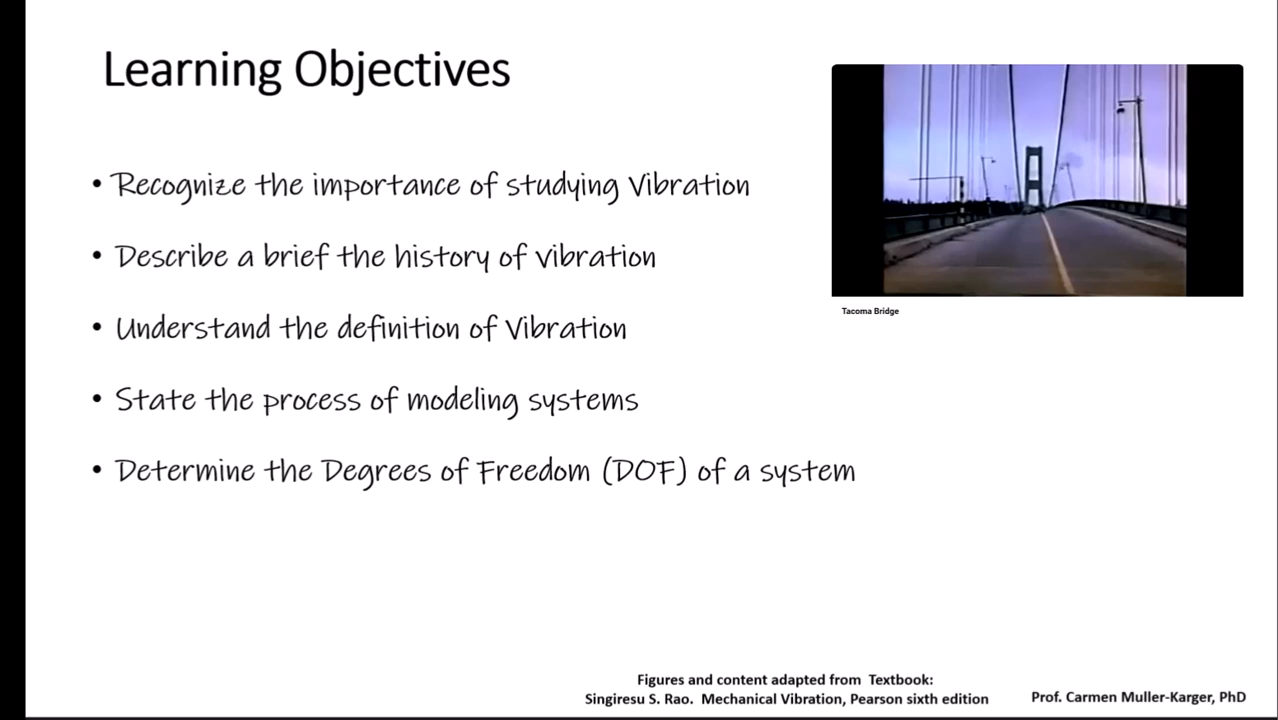 Learning Objectives
• Recognize the importance of studying Vibration
• Describe a brief the history of vibration
• Understand the definition of Vibration
• State the process of modeling systems
• Determine the Degrees of Freedom (DOF) of a system
Tacoma Bridge
Figures and content adapted from Textbook:
Singiresu S. Rao. Mechanical Vibration, Pearson sixth edition
Prof. Carmen Muller-Karger, PhD